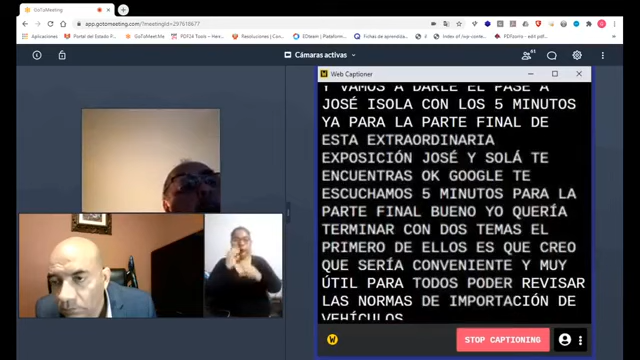 GoToMeeting
app.gotomeeting.com/?meetingId=297618677
Aplicaciones
Portal del Estado P...
GoToMeeting
PDF24 Tools
Resoluciones | Con...
EDteam | Plataform...
Fichas de aprendiza...
edit
Index of /wp-conte...
PDFzorro - edit pdf...
Cámaras activas
Web Captioner
Y VAMOS A DARLE EL PASE A
JOSÉ ISOLA CON LOS 5 MINUTOS
YA PARA LA PARTE FINAL DE
ESTA EXTRAORDINARIA
EXPOSICIÓN JOSÉ Y SOLÁ TE
ENCUENTRAS OK GOOGLE TE
ESCUCHAMOS 5 MINUTOS PARA LA
PARTE FINAL BUENO YO QUERÍA
TERMINAR CON DOS TEMAS EL
PRIMERO DE ELLOS ES QUE CREO
QUE SERÍA CONVENIENTE Y MUY
ÚTIL PARA TODOS PODER REVISAR
LAS NORMAS DE IMPORTACIÓN DE
VEHÍCULOS
STOP CAPTIONING